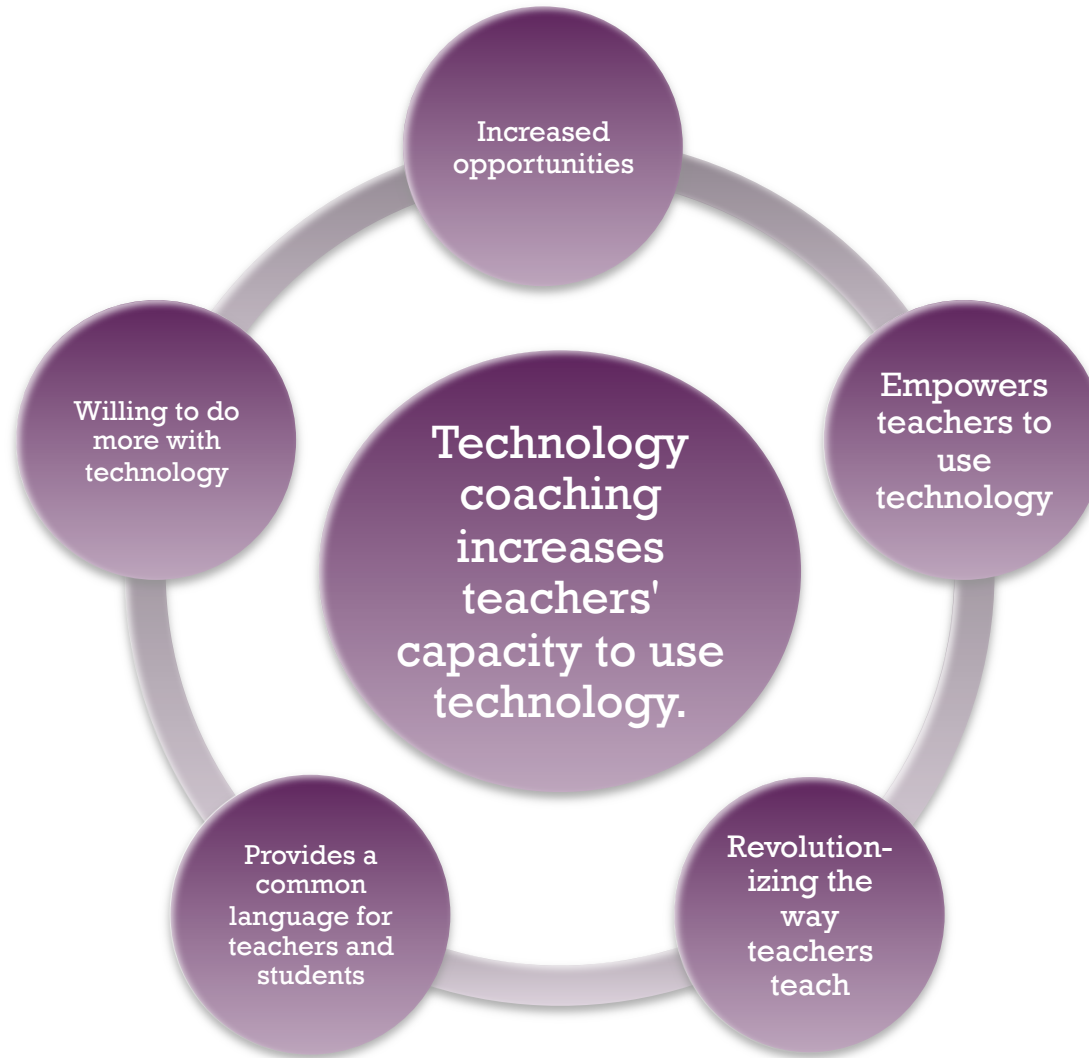 Increased
opportunities
Empowers
teachers to
use
technology
Technology
coaching
increases
teachers'
capacity to use
technology.
Willing to do
more with
technology
Revolution-
izing the
way
teachers
teach
Provides a
common
language for
teachers and
students